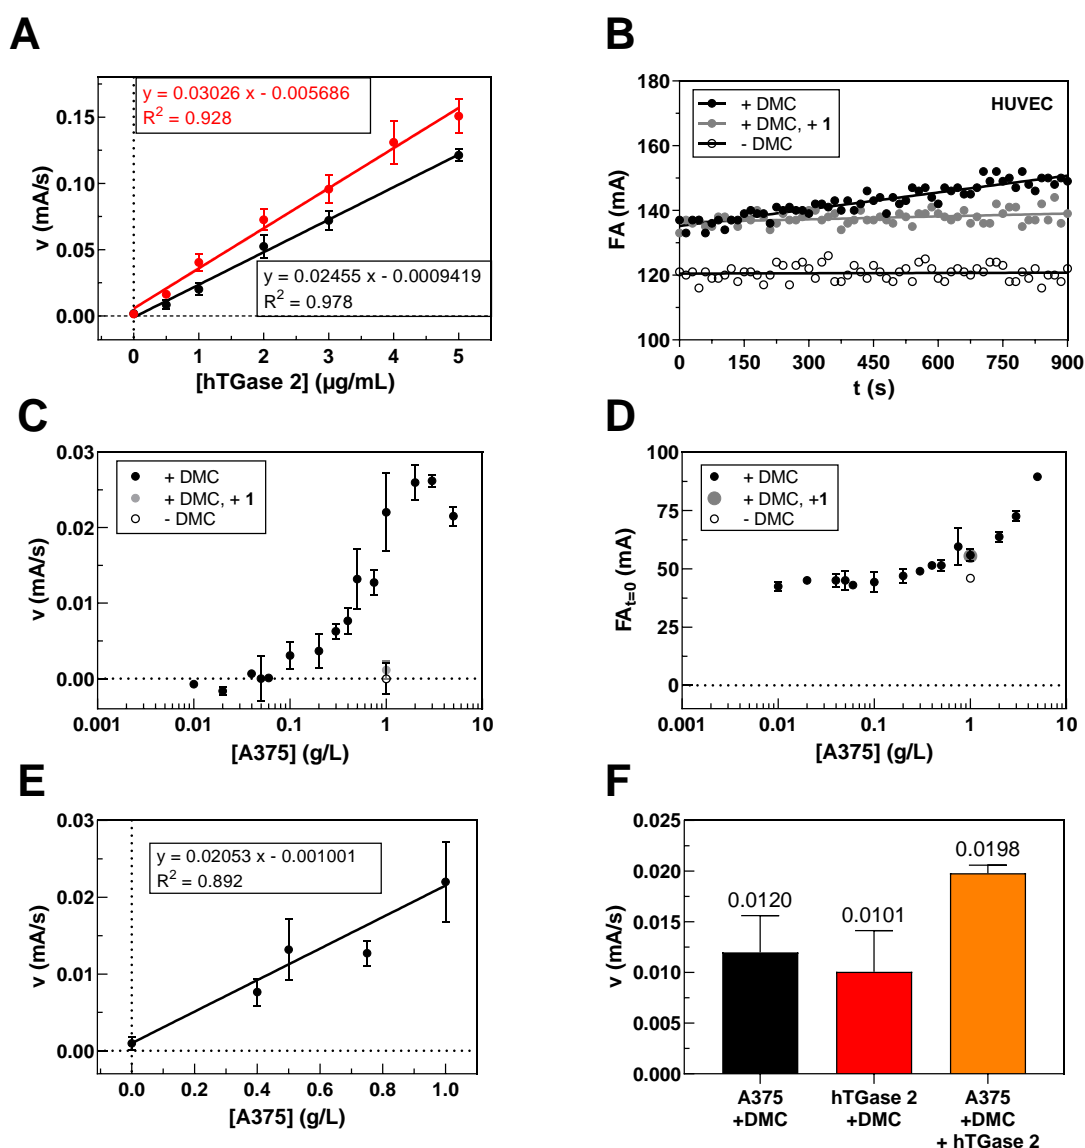 A
y = 0.03026 x - 0.005686
R² = 0.928
y = 0.02455 x - 0.0009419
R² = 0.978
0.15
0.10
0.05
0.00
v (mA/s)
0 1 2 3 4 5
[hTGase 2] (µg/mL)
B
+ DMC
+ DMC, + 1
- DMC
HUVEC
180
160
140
120
100
FA (mA)
0 150 300 450 600 750 900
t (s)
C
+ DMC
+ DMC, + 1
- DMC
0.03
0.02
0.01
0.00
v (mA/s)
0.001 0.01 0.1 1 10
[A375] (g/L)
D
+ DMC
+ DMC, +1
- DMC
100
75
50
25
0
FAt=0 (mA)
0.001 0.01 0.1 1 10
[A375] (g/L)
E
y = 0.02053 x - 0.001001
R² = 0.892
0.03
0.02
0.01
0.00
v (mA/s)
0.0 0.2 0.4 0.6 0.8 1.0
[A375] (g/L)
F
0.025
0.020
0.015
0.010
0.005
0.000
v (mA/s)
0.0120
0.0101
0.0198
A375
+DMC
hTGase 2
+DMC
A375
+DMC
+ hTGase 2